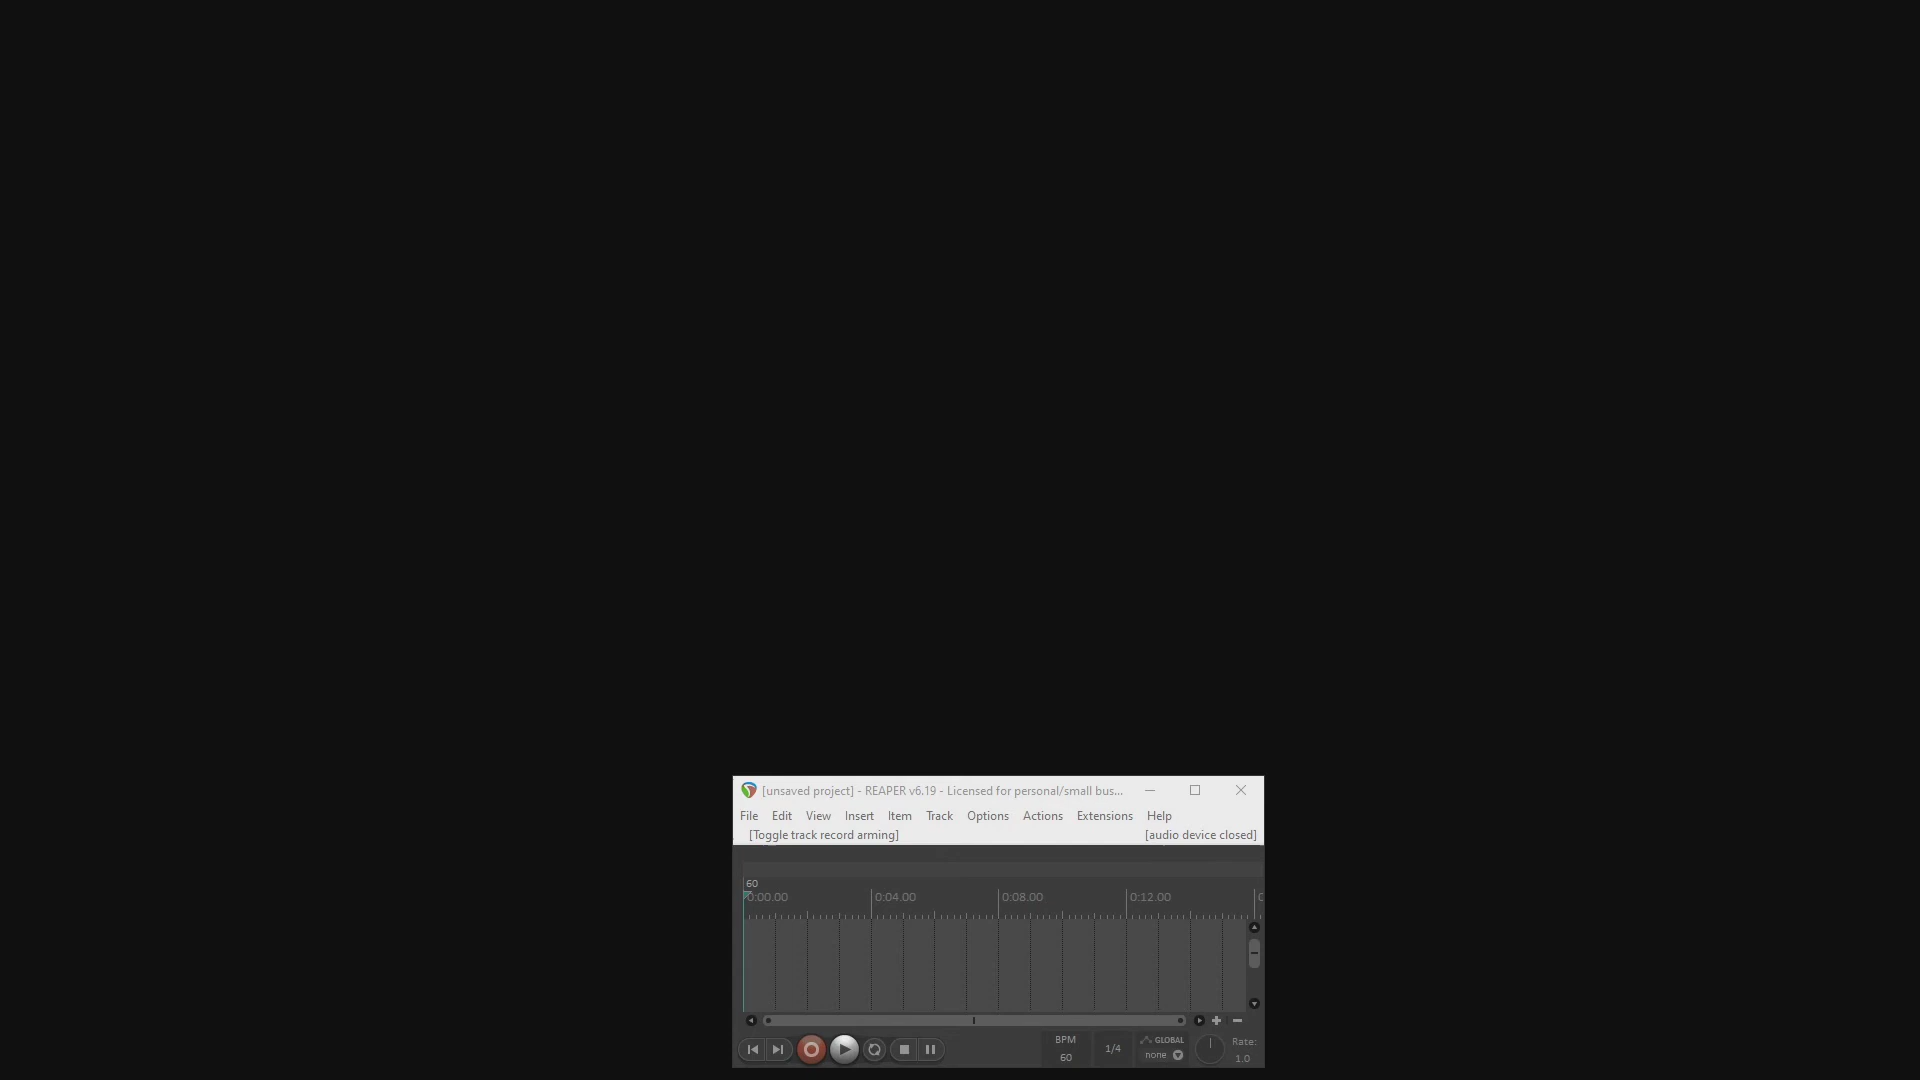 [unsaved project] - REAPER v6.19 - Licensed for personal/small bus...
File Edit View Insert Item Track Options Actions Extensions Help
[Toggle track record arming] [audio device closed]
60
0:00.00 0:04.00 0:08.00 0:12.00
BPM
60
1/4
GLOBAL
none
Rate:
1.0